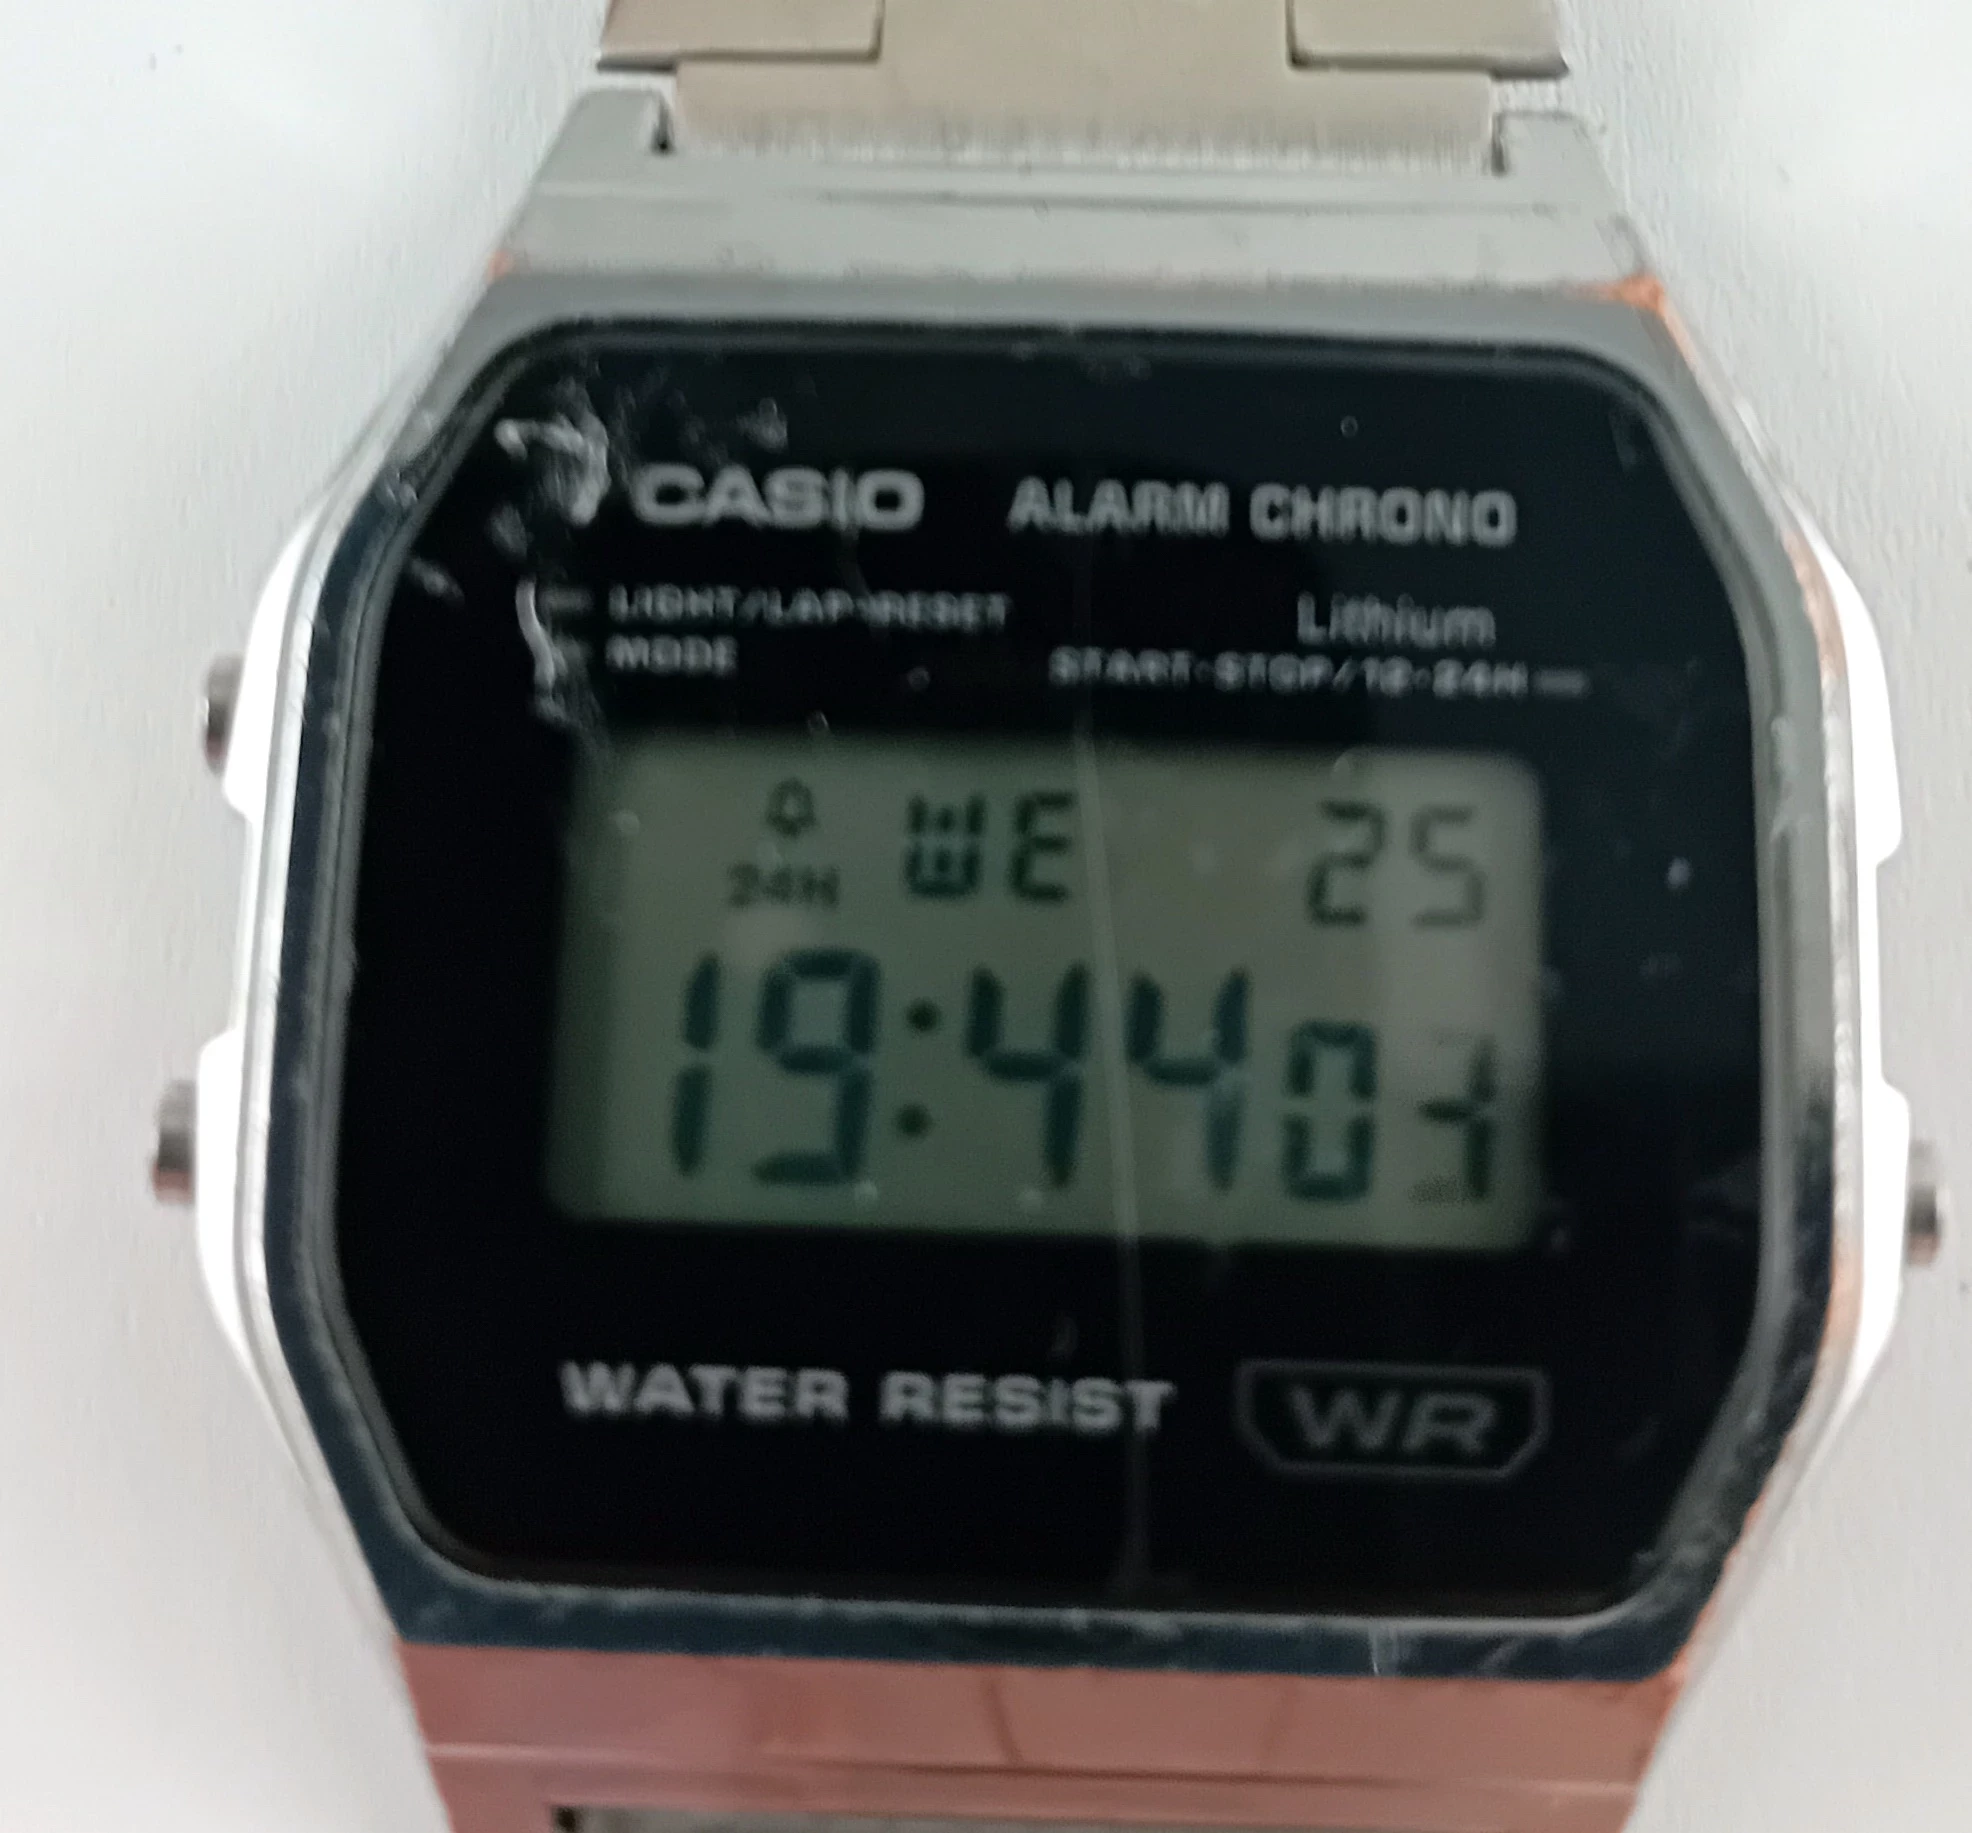 CASIO ALARM CHRONO
LIGHT/LAP·RESET
Lithium
MODE
START·STOP/12·24H
WE 25
24H
19:44
WATER RESIST WR